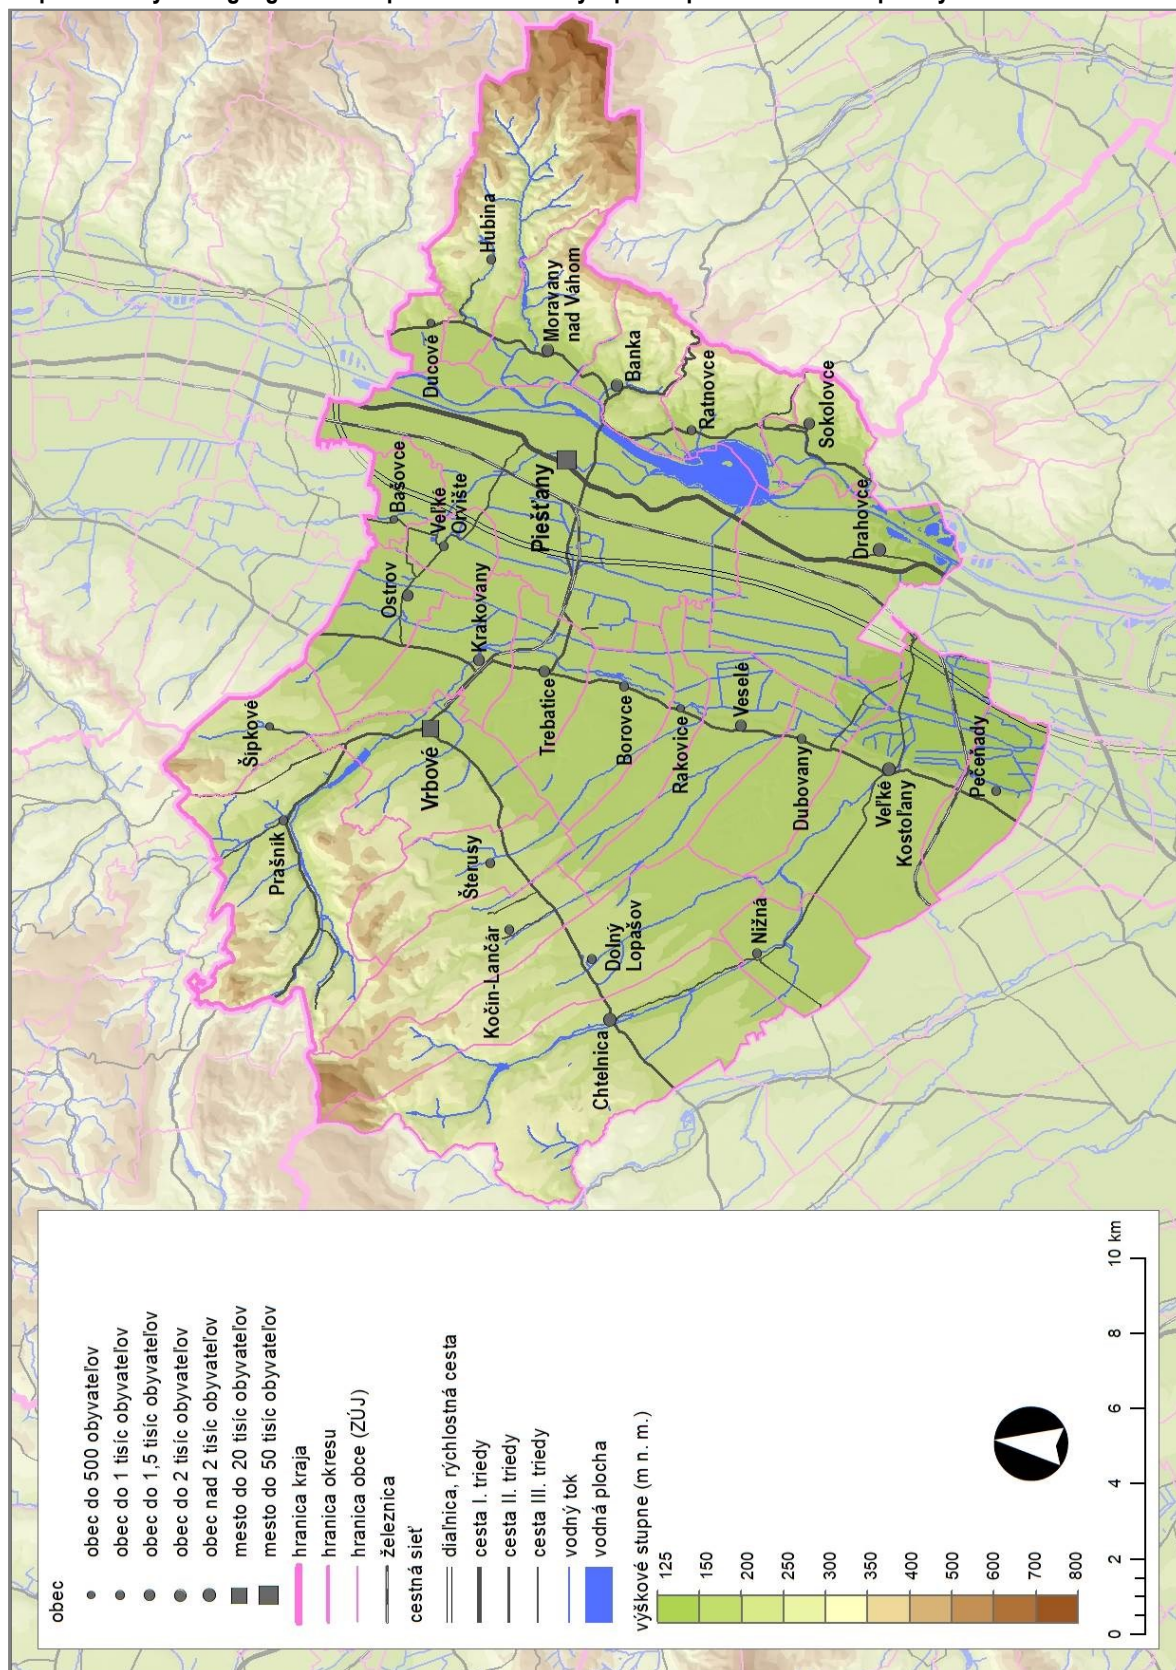 Hubina
Ducové
Moravany
nad Váhom
Banka
Ratnovce
Sokolovce
Bašovce
Veľké
Orvište
Piešťany
Drahovce
Ostrov
Krakovany
Trebatice
Borovce
Rakovice
Veselé
Dubovany
Veľké
Kostoľany
Pečeňady
Šípkové
Vrbové
Prašník
Šterusy
Kočín-Lančár
Dolný
Lopašov
Nižná
Chtelnica
obec
obec do 500 obyvateľov
obec do 1 tisíc obyvateľov
obec do 1,5 tisíc obyvateľov
obec do 2 tisíc obyvateľov
obec nad 2 tisíc obyvateľov
mesto do 20 tisíc obyvateľov
mesto do 50 tisíc obyvateľov
hranica kraja
hranica okresu
hranica obce (ZÚJ)
železnica
cestná sieť
diaľnica, rýchlostná cesta
cesta I. triedy
cesta II. triedy
cesta III. triedy
vodný tok
vodná plocha
výškové stupne (m n. m.)
125 150 200 250 270 300 350 400 500 600 700 800
0 2 4 6 8 10 km